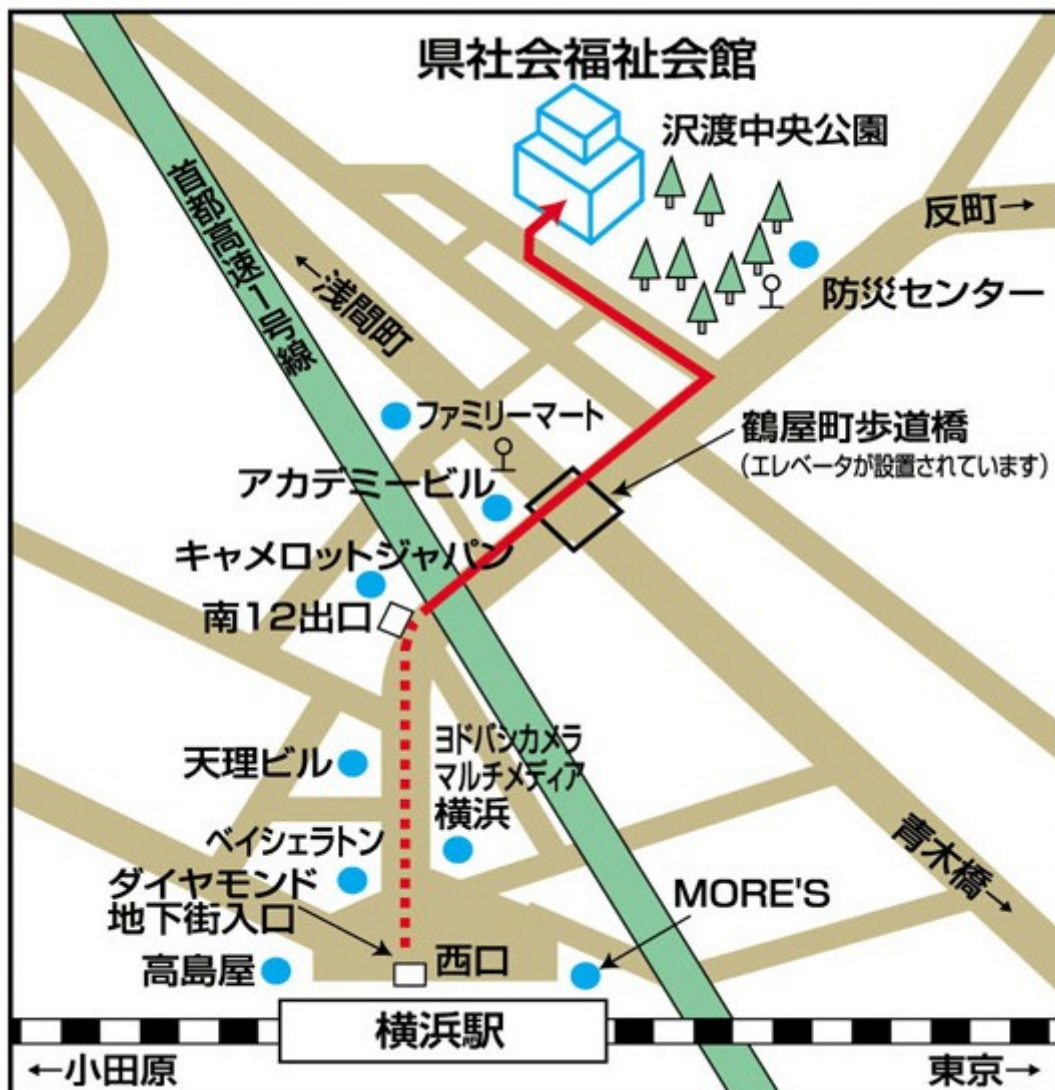 県社会福祉会館
沢渡中央公園
反町→
防災センター
首都高速1号線
←浅間町
ファミリーマート
鶴屋町歩道橋
(エレベータが設置されています)
アカデミービル
キャメロットジャパン
南12出口
天理ビル
ヨドバシカメラ
マルチメディア
横浜
ベイシェラトン
ダイヤモンド
地下街入口
青木橋→
MORE'S
高島屋
西口
横浜駅
←小田原
東京→